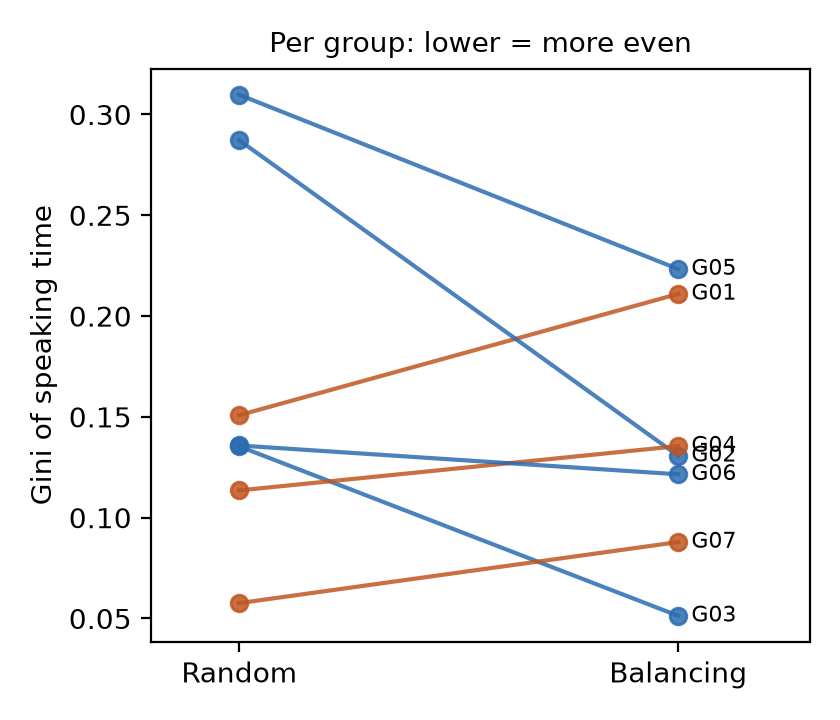 Per group: lower = more even
Gini of speaking time
0.30
0.25
0.20
0.15
0.10
0.05
G05
G01
G04
G02
G06
G07
G03
Random
Balancing